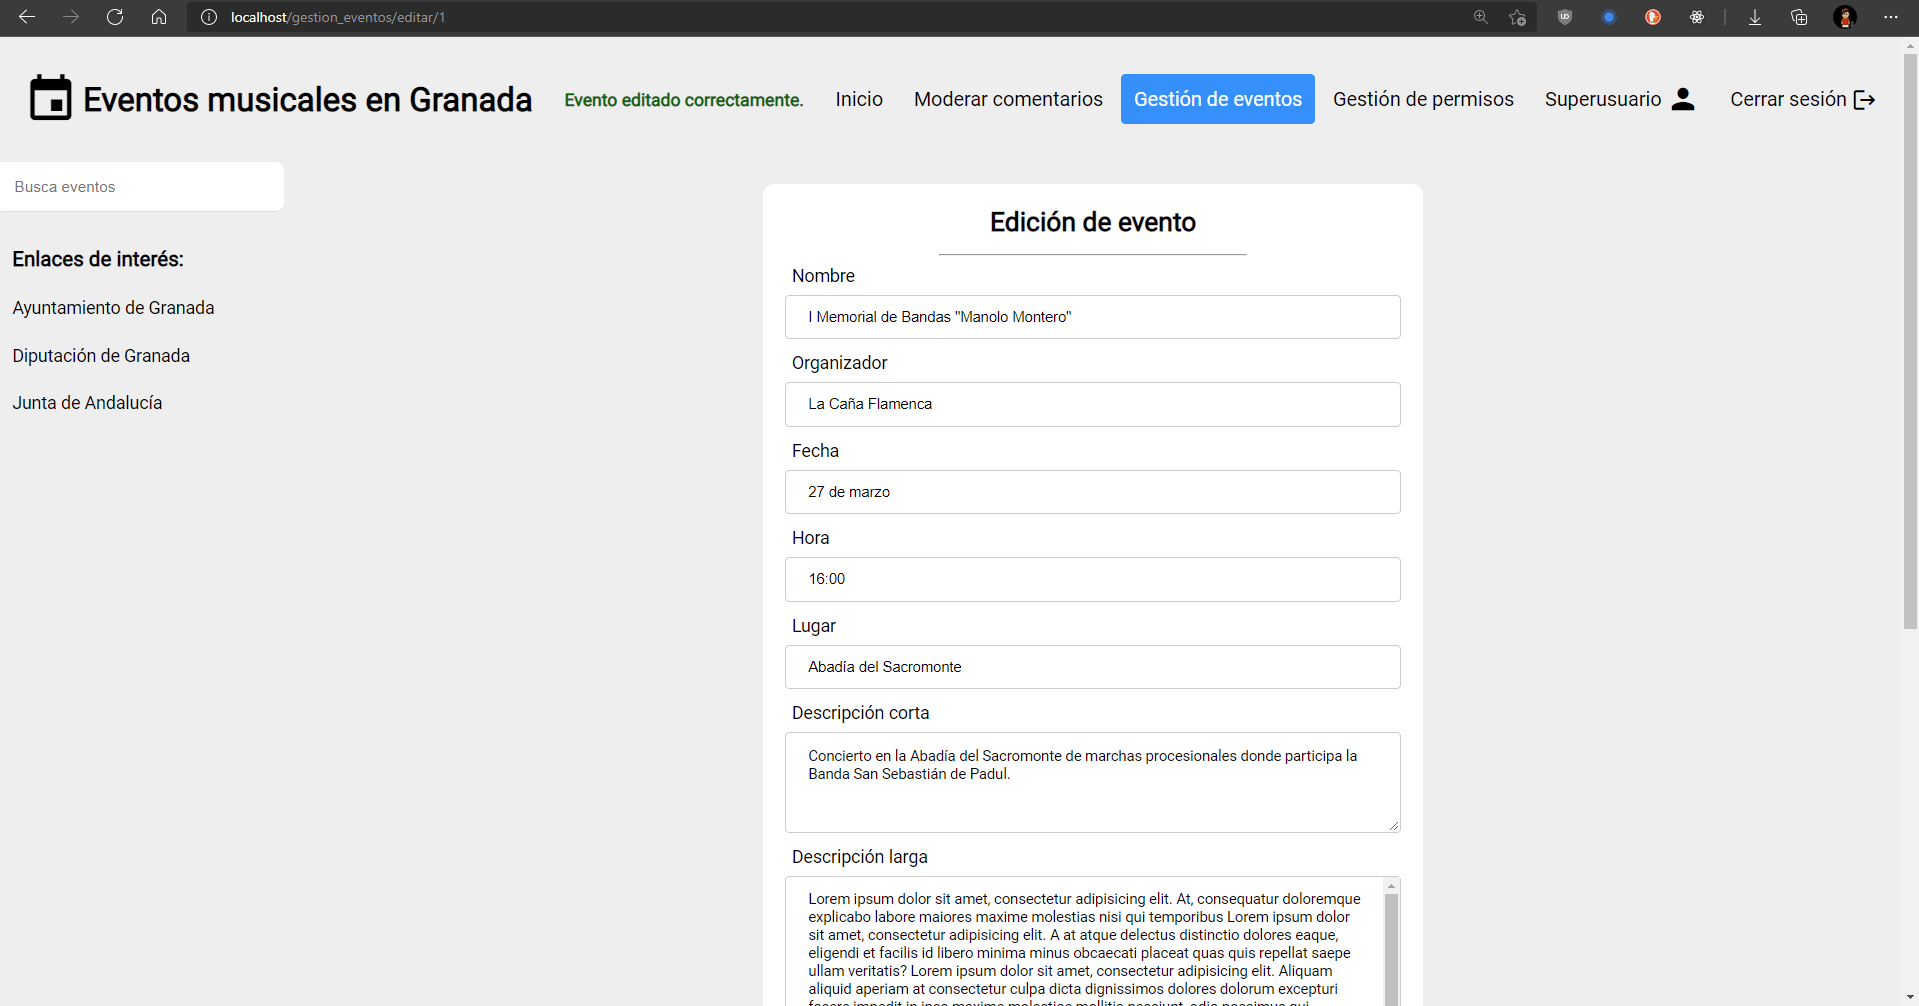 localhost/gestion_eventos/editar/1
Eventos musicales en Granada
Evento editado correctamente.
Inicio
Moderar comentarios
Gestión de eventos
Gestión de permisos
Superusuario
Cerrar sesión
Busca eventos
Enlaces de interés:
Ayuntamiento de Granada
Diputación de Granada
Junta de Andalucía
Edición de evento
Nombre
I Memorial de Bandas "Manolo Montero"
Organizador
La Caña Flamenca
Fecha
27 de marzo
Hora
16:00
Lugar
Abadía del Sacromonte
Descripción corta
Concierto en la Abadía del Sacromonte de marchas procesionales donde participa la
Banda San Sebastián de Padul.
Descripción larga
Lorem ipsum dolor sit amet, consectetur adipisicing elit. At, consequatur doloremque
explicabo labore maiores maxime molestias nisi qui temporibus Lorem ipsum dolor
sit amet, consectetur adipisicing elit. A at atque delectus distinctio dolores eaque,
eligendi et facilis id libero minima minus obcaecati placeat quas quis repellat saepe
ullam veritatis? Lorem ipsum dolor sit amet, consectetur adipisicing elit. Aliquam
aliquid aperiam at consectetur culpa dicta dignissimos dolores dolorum excepturi